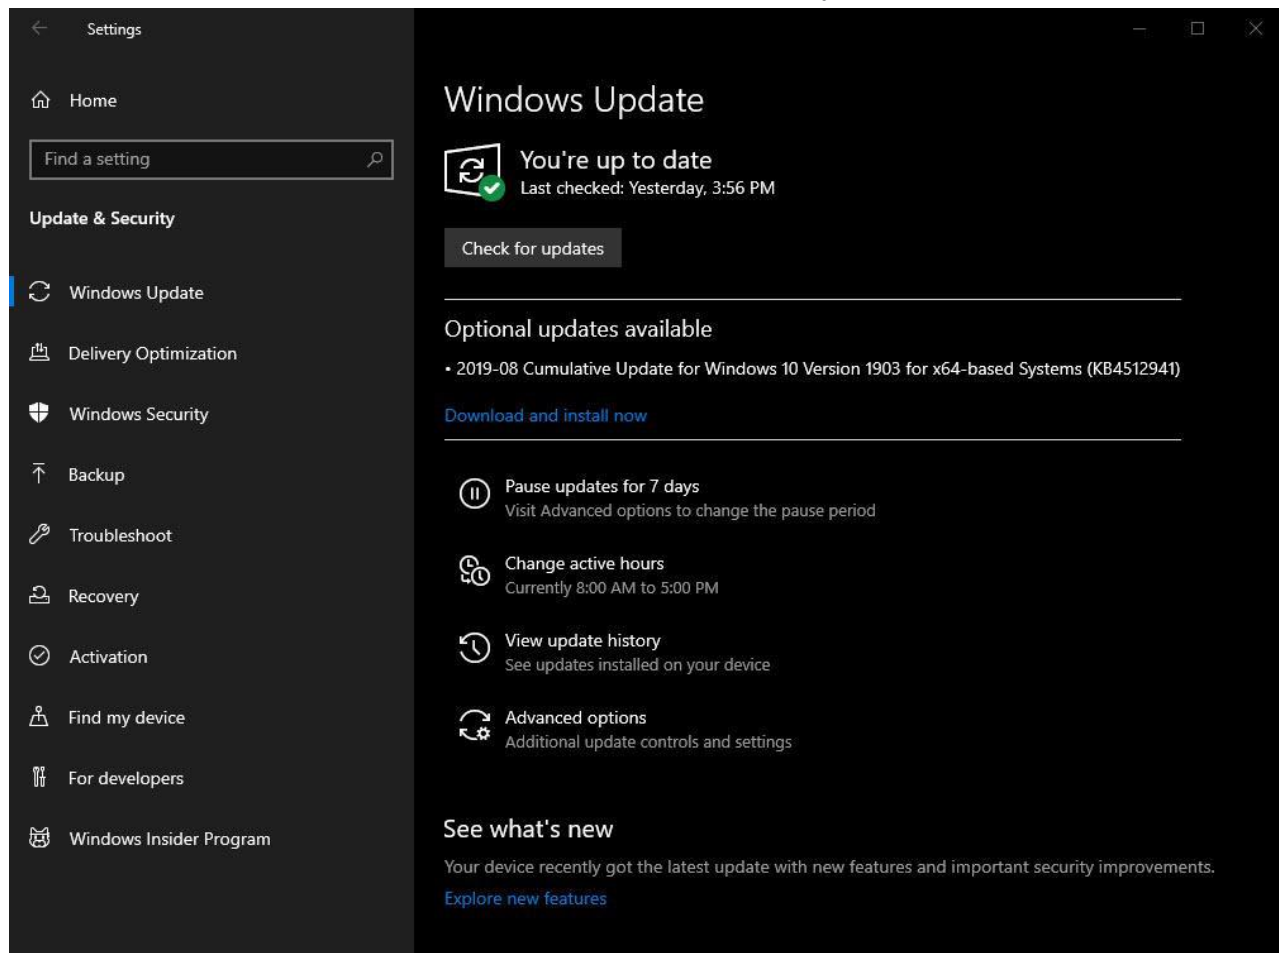 Settings
Home
Find a setting
Update & Security
Windows Update
Delivery Optimization
Windows Security
Backup
Troubleshoot
Recovery
Activation
Find my device
For developers
Windows Insider Program
Windows Update
You're up to date
Last checked: Yesterday, 3:56 PM
Check for updates
Optional updates available
• 2019-08 Cumulative Update for Windows 10 Version 1903 for x64-based Systems (KB4512941)
Download and install now
Pause updates for 7 days
Visit Advanced options to change the pause period
Change active hours
Currently 8:00 AM to 5:00 PM
View update history
See updates installed on your device
Advanced options
Additional update controls and settings
See what's new
Your device recently got the latest update with new features and important security improvements.
Explore new features